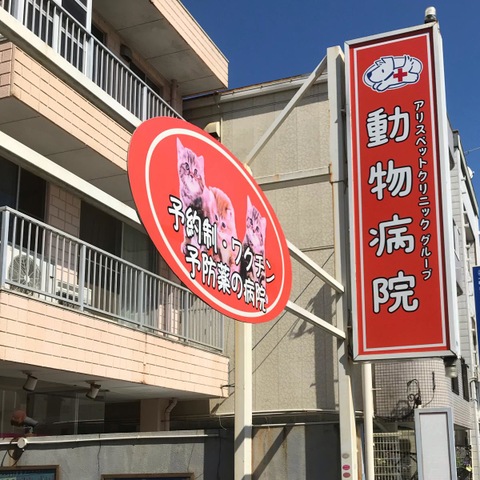 予約制・ワクチン
予防薬の病院
アリスペットクリニック グループ
動物病院